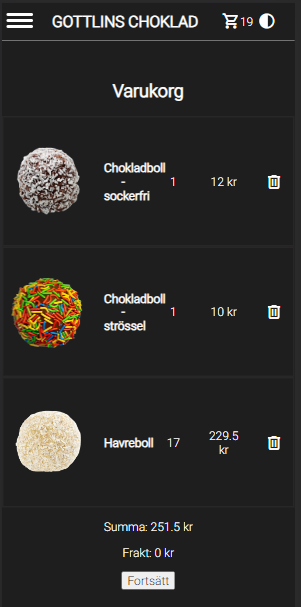 GOTTLINS CHOKLAD 19
Varukorg
Chokladboll
-
sockerfri
1
12 kr
Chokladboll
-
strössel
1
10 kr
Havreboll
17
229.5
kr
Summa: 251.5 kr
Frakt: 0 kr
Fortsätt